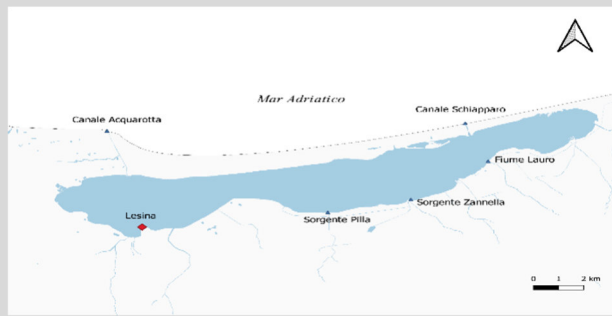 Mar Adriatico
Canale Schiapparo
Canale Acquarotta
Fiume Lauro
Sorgente Zannella
Lesina
Sorgente Pilla
0 1 2 km